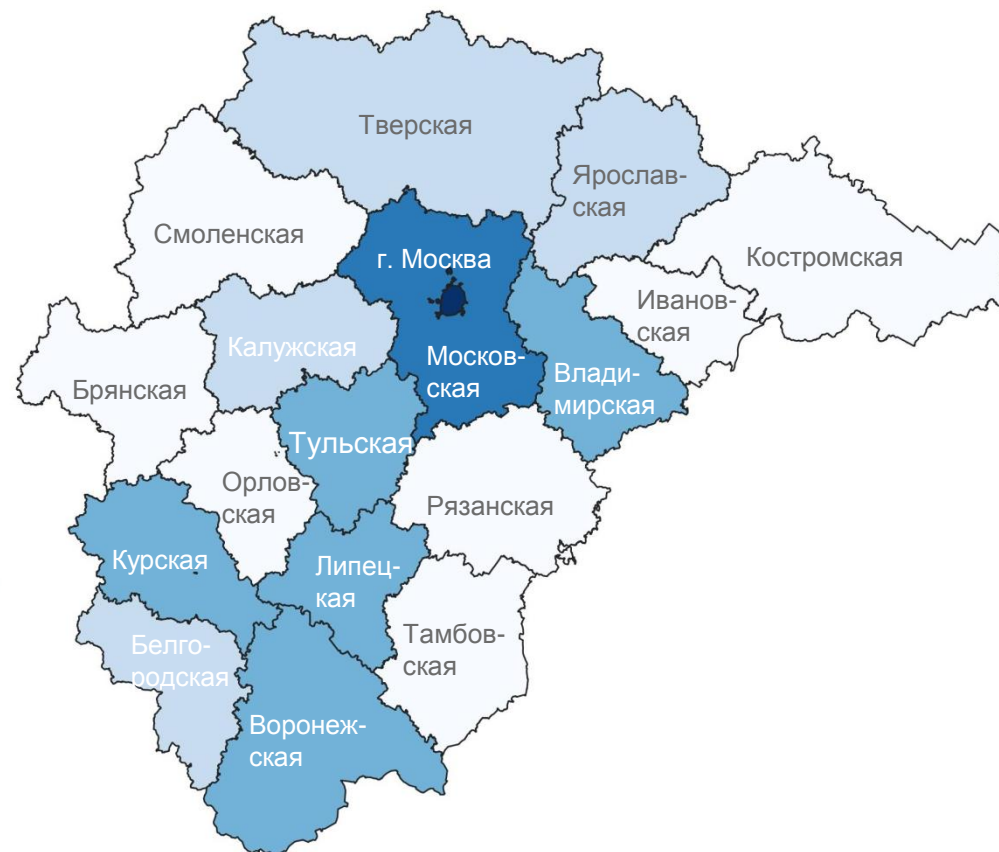 Тверская
Ярослав-
ская
Смоленская
г. Москва
Костромская
Иванов-
ская
Калужская
Москов-
ская
Влади-
мирская
Брянская
Тульская
Орлов-
ская
Рязанская
Курская
Липец-
кая
Тамбов-
ская
Белго-
родская
Воронеж-
ская